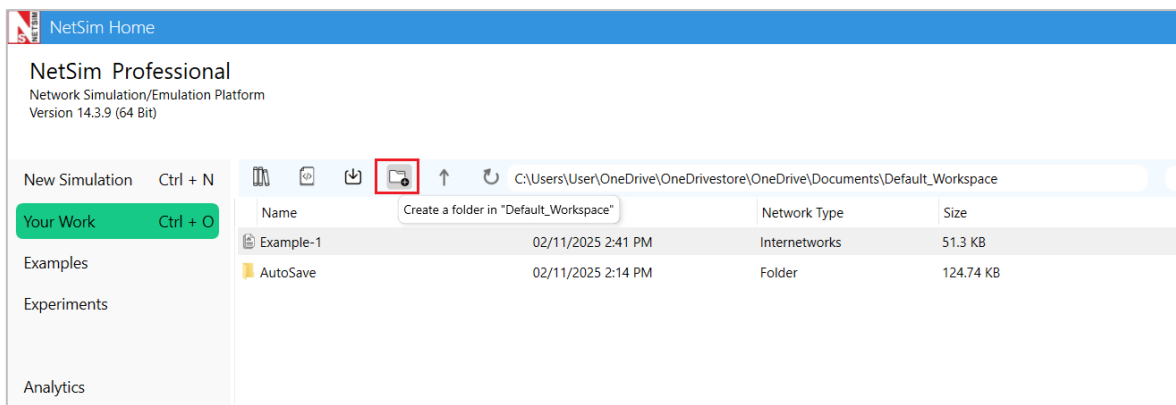 NETSIM NetSim Home
NetSim Professional
Network Simulation/Emulation Platform
Version 14.3.9 (64 Bit)
New Simulation Ctrl + N
C:\Users\User\OneDrive\OneDrivestore\OneDrive\Documents\Default_Workspace
Your Work Ctrl + O
Name Create a folder in "Default_Workspace" Network Type Size
Example-1 02/11/2025 2:41 PM Internetworks 51.3 KB
AutoSave 02/11/2025 2:14 PM Folder 124.74 KB
Examples
Experiments
Analytics